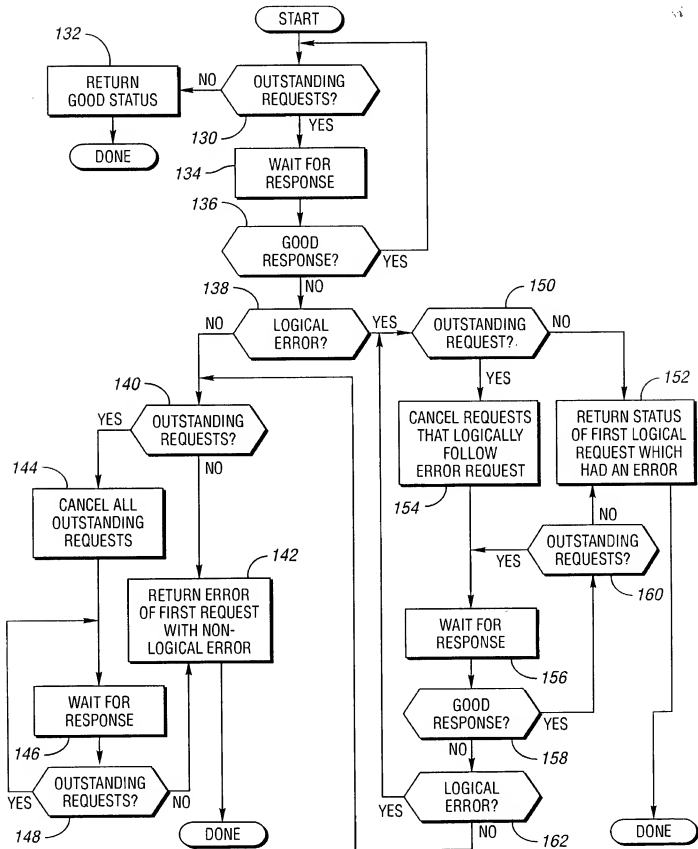 START
132
RETURN
GOOD STATUS
NO
OUTSTANDING
REQUESTS?
130
YES
DONE
134
WAIT FOR
RESPONSE
136
GOOD
RESPONSE?
YES
NO
138
LOGICAL
ERROR?
NO
YES
150
OUTSTANDING
REQUEST?
NO
YES
140
OUTSTANDING
REQUESTS?
YES
NO
152
RETURN STATUS
OF FIRST LOGICAL
REQUEST WHICH
HAD AN ERROR
CANCEL REQUESTS
THAT LOGICALLY
FOLLOW
ERROR REQUEST
154
144
CANCEL ALL
OUTSTANDING
REQUESTS
NO
OUTSTANDING
REQUESTS?
YES
160
142
RETURN ERROR
OF FIRST REQUEST
WITH NON-
LOGICAL ERROR
WAIT FOR
RESPONSE
156
WAIT FOR
RESPONSE
146
GOOD
RESPONSE?
YES
NO
158
OUTSTANDING
REQUESTS?
YES
NO
148
LOGICAL
ERROR?
YES
NO
162
DONE
DONE